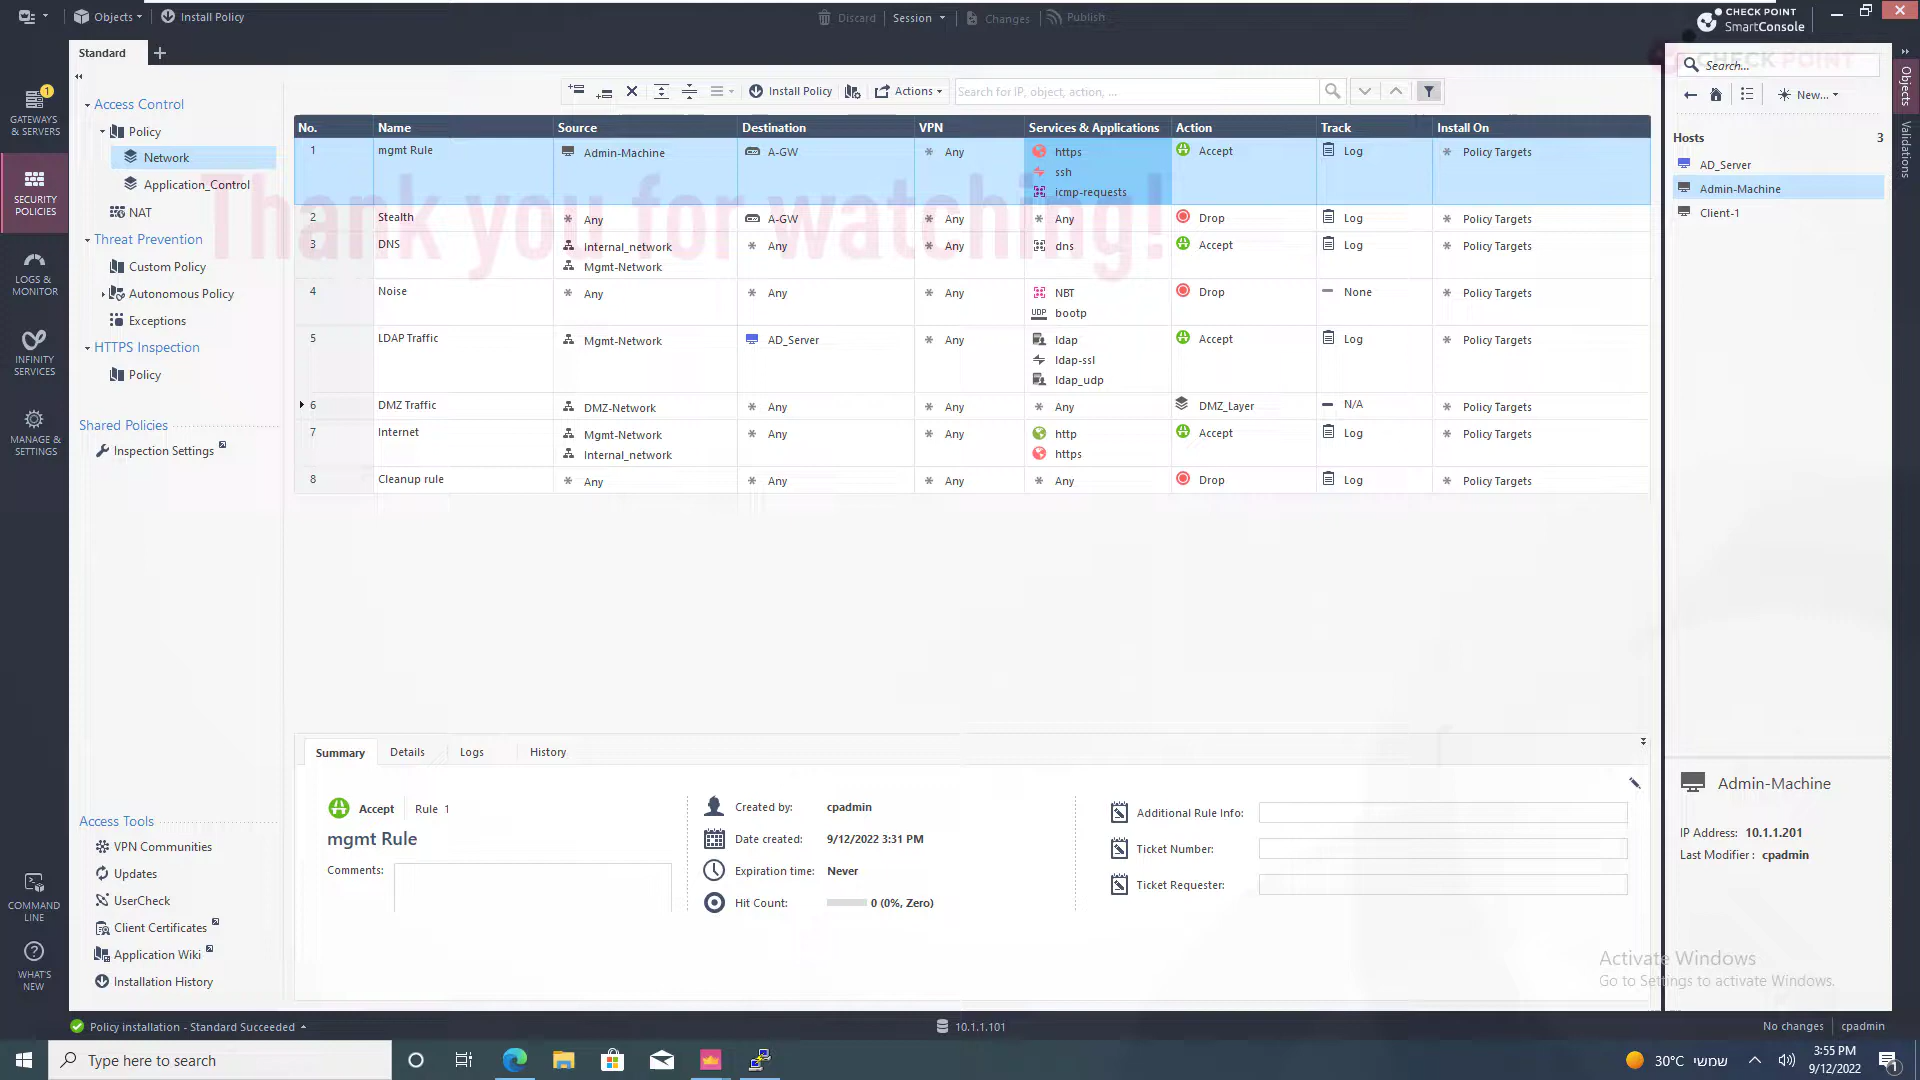 Objects
Install Policy
Discard
Session
Changes
Publish
CHECK POINT
SmartConsole
Standard
CHECK POINT
Search...
New...
Objects
Validations
1
GATEWAYS
& SERVERS
SECURITY
POLICIES
LOGS &
MONITOR
INFINITY
SERVICES
MANAGE &
SETTINGS
COMMAND
LINE
WHAT'S
NEW
Access Control
Policy
Network
Application_Control
NAT
Threat Prevention
Custom Policy
Autonomous Policy
Exceptions
HTTPS Inspection
Policy
Shared Policies
Inspection Settings
Access Tools
VPN Communities
Updates
UserCheck
Client Certificates
Application Wiki
Installation History
Install Policy
Actions
Search for IP, object, action, ...
No. Name Source Destination VPN Services & Applications Action Track Install On
1 mgmt Rule Admin-Machine A-GW Any https Accept Log Policy Targets
ssh
icmp-requests
Thank you for watching!
2 Stealth Any A-GW Any Any Drop Log Policy Targets
3 DNS Internal_network Any Any dns Accept Log Policy Targets
Mgmt-Network
4 Noise Any Any Any NBT Drop None Policy Targets
UDP bootp
5 LDAP Traffic Mgmt-Network AD_Server Any ldap Accept Log Policy Targets
ldap-ssl
ldap_udp
6 DMZ Traffic DMZ-Network Any Any Any DMZ_Layer N/A Policy Targets
7 Internet Mgmt-Network Any Any http Accept Log Policy Targets
Internal_network https
8 Cleanup rule Any Any Any Any Drop Log Policy Targets
Hosts 3
AD_Server
Admin-Machine
Client-1
Summary Details Logs History
Accept Rule 1
mgmt Rule
Comments:
Created by: cpadmin
Date created: 9/12/2022 3:31 PM
Expiration time: Never
Hit Count: 0 (0%, Zero)
Additional Rule Info:
Ticket Number:
Ticket Requester:
Admin-Machine
IP Address: 10.1.1.201
Last Modifier : cpadmin
Activate Windows
Go to Settings to activate Windows.
Policy installation - Standard Succeeded
10.1.1.101
No changes
cpadmin
Type here to search
30°C שמשי
3:55 PM
9/12/2022
1